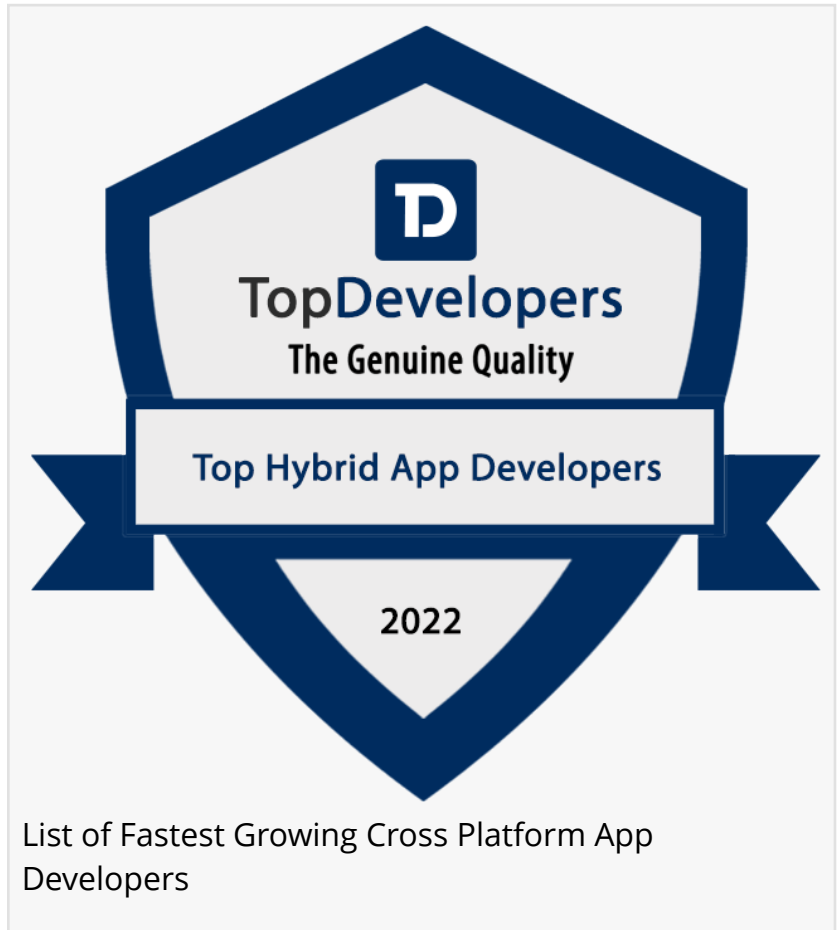 TD
TopDevelopers
The Genuine Quality
Top Hybrid App Developers
2022
List of Fastest Growing Cross Platform App
Developers